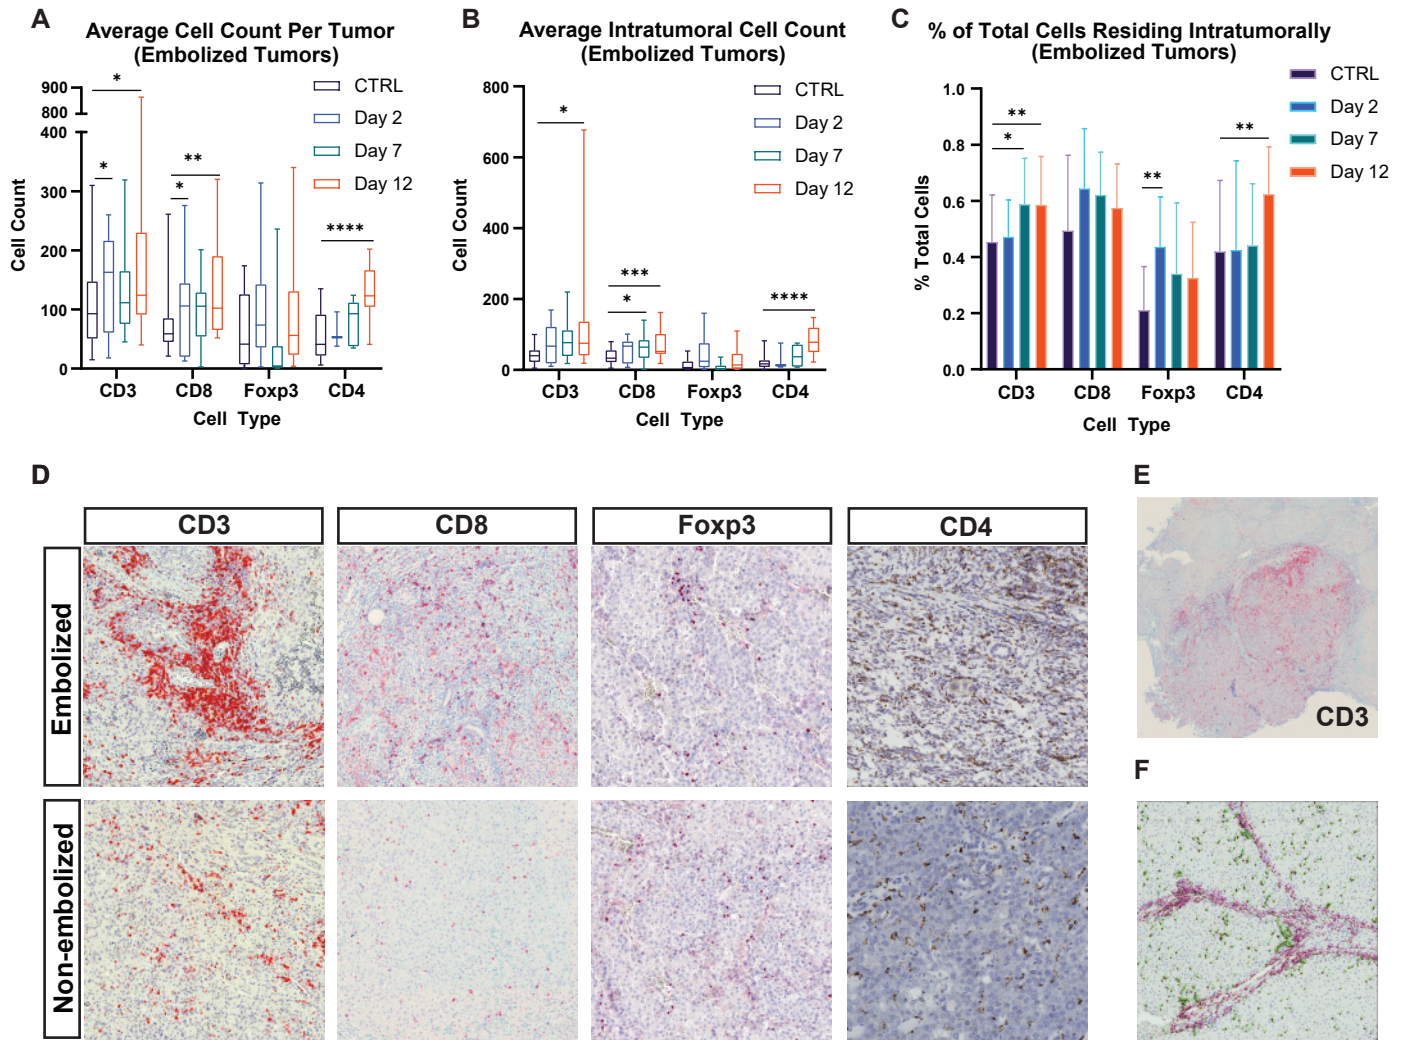 A
Average Cell Count Per Tumor
(Embolized Tumors)
900
800
400
300
200
100
0
Cell Count
*
*
*
**
****
CTRL
Day 2
Day 7
Day 12
CD3
CD8
Foxp3
CD4
Cell Type
B
Average Intratumoral Cell Count
(Embolized Tumors)
800
600
400
200
0
Cell Count
*
*
***
****
CTRL
Day 2
Day 7
Day 12
CD3
CD8
Foxp3
CD4
Cell Type
C
% of Total Cells Residing Intratumorally
(Embolized Tumors)
1.0
0.8
0.6
0.4
0.2
0.0
% Total Cells
**
*
**
**
CTRL
Day 2
Day 7
Day 12
CD3
CD8
Foxp3
CD4
Cell Type
D
CD3
CD8
Foxp3
CD4
Embolized
Non-embolized
E
CD3
F